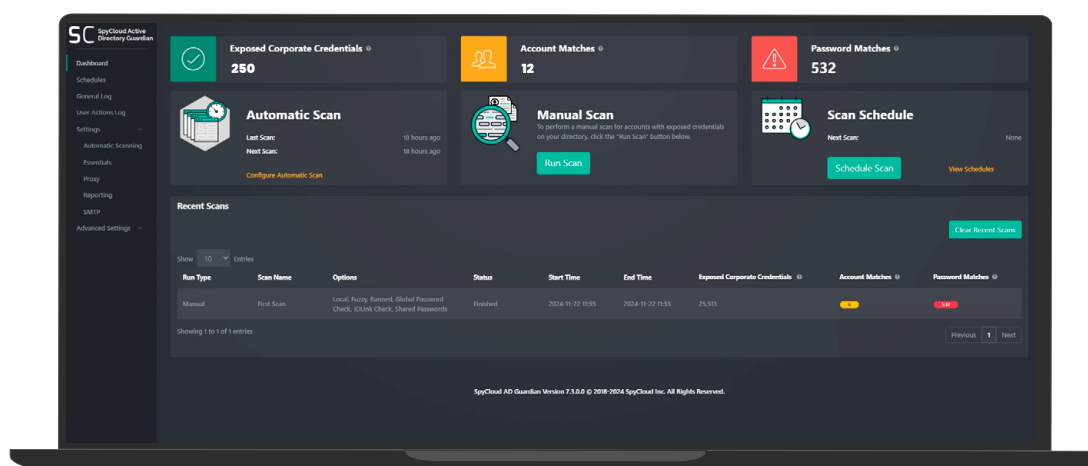 SC SpyCloud Active
Directory Guardian
Dashboard
Schedules
General Log
User Actions Log
Settings
Automatic Scanning
Essentials
Proxy
Reporting
SMTP
Advanced Settings
Exposed Corporate Credentials
250
Account Matches
12
Password Matches
532
Automatic Scan
Last Scan: 10 hours ago
Next Scan: 18 hours ago
Configure Automatic Scan
Manual Scan
To perform a manual scan for accounts with exposed credentials
on your directory, click the "Run Scan" button below.
Run Scan
Scan Schedule
Next Scan: None
Schedule Scan View Schedules
Recent Scans
Clear Recent Scans
Show 10 Entries
Run Type Scan Name Options Status Start Time End Time Exposed Corporate Credentials Account Matches Password Matches
Manual First Scan Local, Fuzzy, Banned, Global Password
Check, IDLink Check, Shared Passwords Finished 2024-11-22 11:55 2024-11-22 11:55 25,515 532
Showing 1 to 1 of 1 entries
Previous 1 Next
SpyCloud AD Guardian Version 7.3.0.0 © 2018-2024 SpyCloud Inc. All Rights Reserved.